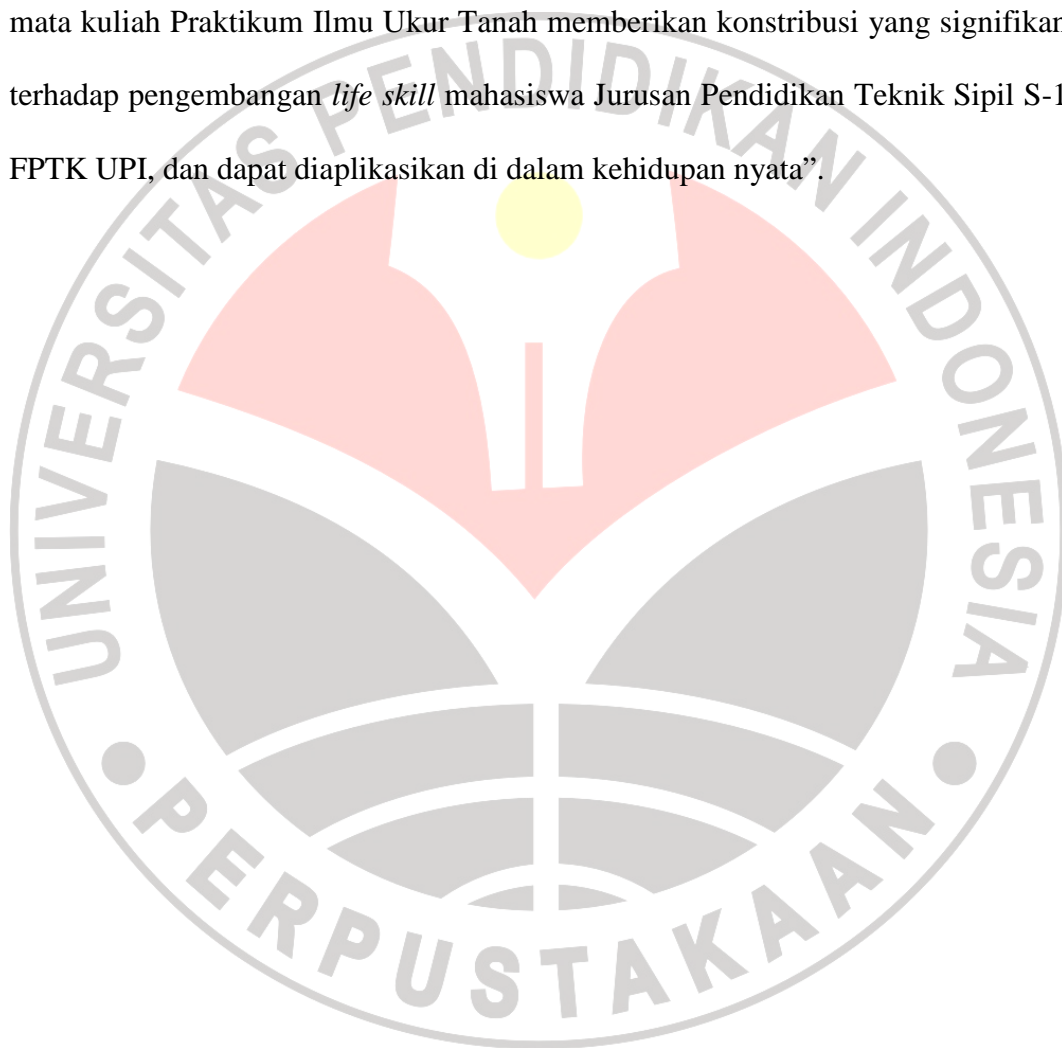 mata kuliah Praktikum Ilmu Ukur Tanah memberikan konstribusi yang signifikan
terhadap pengembangan life skill mahasiswa Jurusan Pendidikan Teknik Sipil S-1
FPTK UPI, dan dapat diaplikasikan di dalam kehidupan nyata”.
UNIVERSITAS PENDIDIKAN INDONESIA
PERPUSTAKAAN